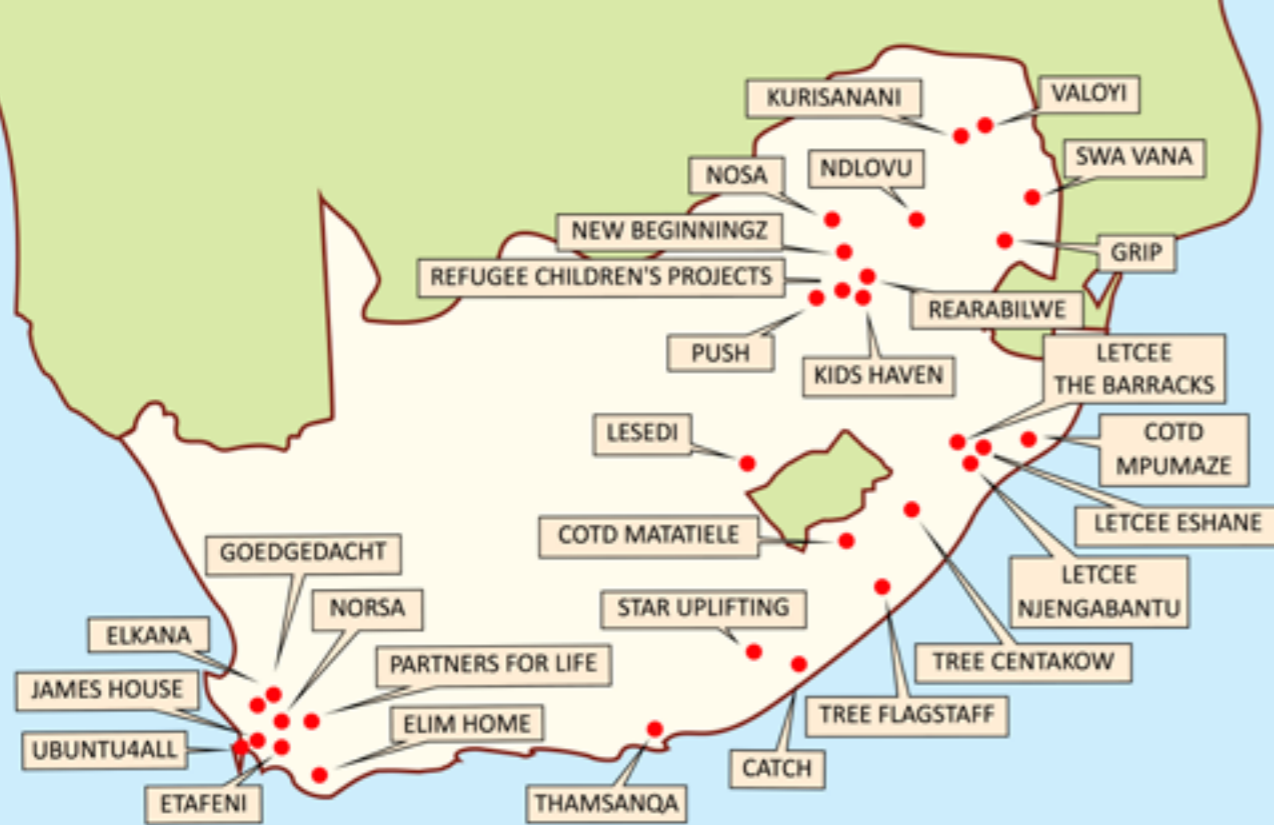 KURISANANI
VALOYI
SWA VANA
NOSA
NDLOVU
NEW BEGINNINGZ
GRIP
REFUGEE CHILDREN'S PROJECTS
REARABILWE
PUSH
KIDS HAVEN
LETCEE
THE BARRACKS
LESEDI
COTD
MPUMAZE
LETCEE ESHANE
COTD MATATIELE
GOEDGEDACHT
LETCEE
NJENGABANTU
NORSA
STAR UPLIFTING
ELKANA
PARTNERS FOR LIFE
TREE CENTAKOW
JAMES HOUSE
ELIM HOME
TREE FLAGSTAFF
UBUNTU4ALL
CATCH
ETAFENI
THAMSANQA